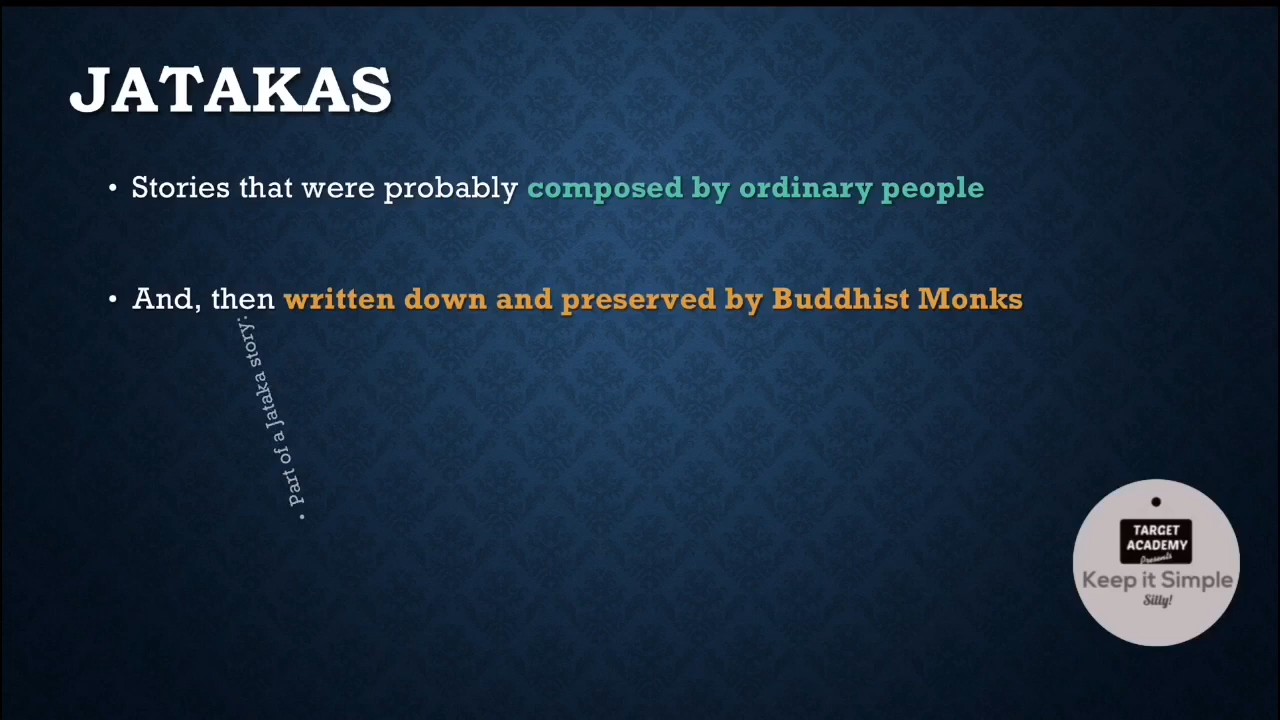 JATAKAS
• Stories that were probably composed by ordinary people
• And, then written down and preserved by Buddhist Monks
• Part of a Jataka story:
TARGET
ACADEMY
Presents
Keep it Simple
Silly!